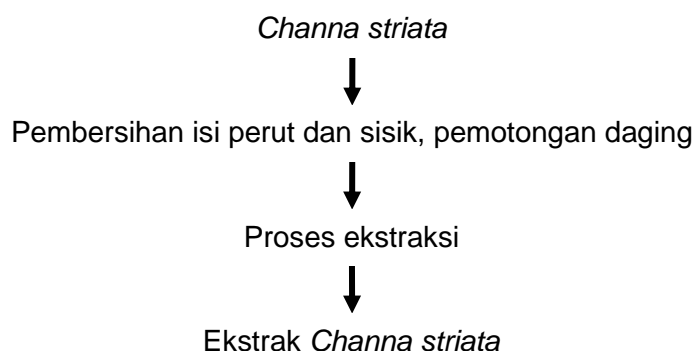 Channa striata
Pembersihan isi perut dan sisik, pemotongan daging
Proses ekstraksi
Ekstrak Channa striata